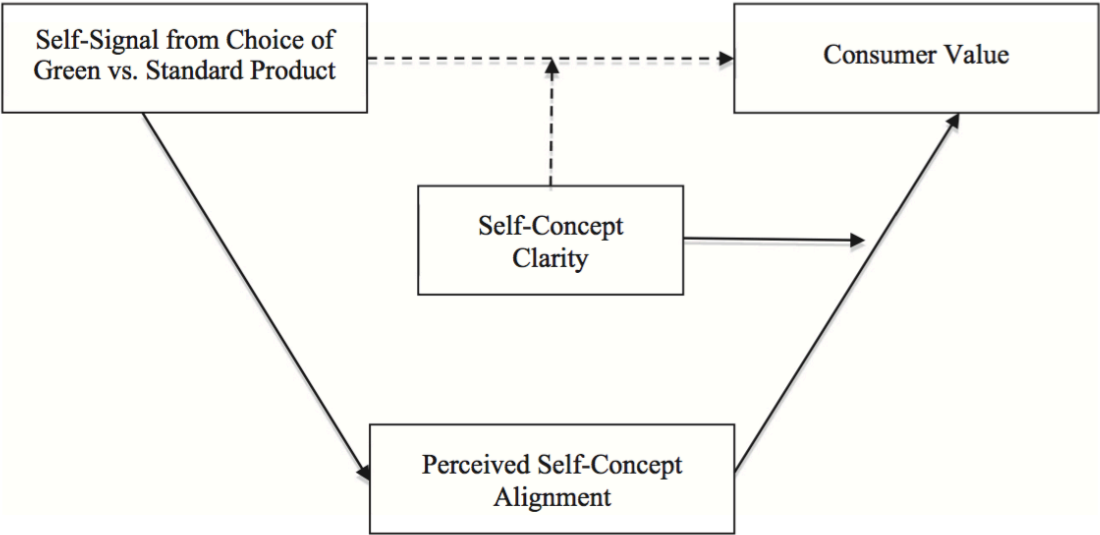 Self-Signal from Choice of
Green vs. Standard Product
Consumer Value
Self-Concept
Clarity
Perceived Self-Concept
Alignment